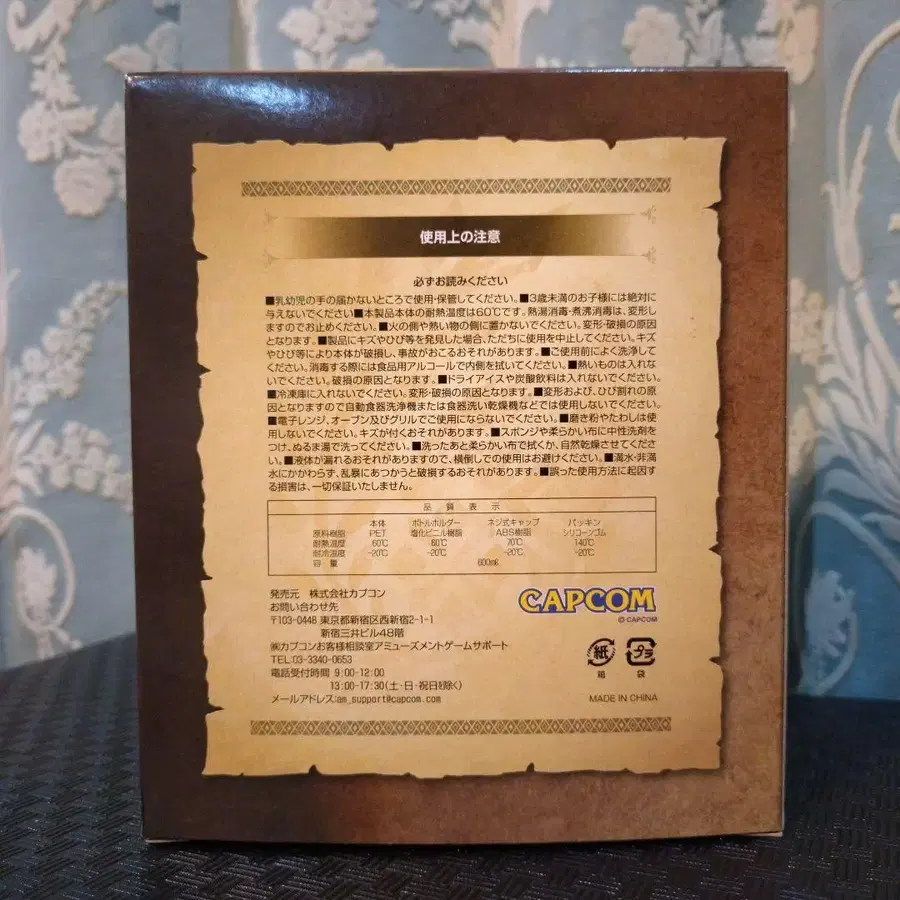 使用上の注意
必ずお読みください
■乳幼児の手の届かないところで使用・保管してください。■3歳未満のお子様には絶対に
与えないでください■本製品本体の耐熱温度は60℃です。熱湯消毒・煮沸消毒は、変形し
ますのでお止めください。■火の側や熱い物の側に置かないでください。変形・破損の原因
となります。■製品にキズやひび等を発見した場合、ただちに使用を中止してください。キズ
やひび等により本体が破損し、事故がおこるおそれがあります。■ご使用前によく洗浄して
ください。消毒する際には食品用アルコールで内側を拭いてください。■熱いものは入れな
いでください。破損の原因となります。■ドライアイスや炭酸飲料は入れないでください。
■冷凍庫に入れないでください。変形・破損の原因となります。■変形および、ひび割れの原
因となりますので自動食器洗浄機または食器洗い乾燥機などでは使用しないでください。
■電子レンジ、オーブン及びグリルでご使用にならないでください。■磨き粉やたわしは使
用しないでください。キズが付くおそれがあります。■スポンジや柔らかい布に中性洗剤を
つけ、ぬるま湯で洗ってください。■洗ったあと柔らかい布で拭くか、自然乾燥させてくださ
い。■液体が漏れるおそれがありますので、横倒しでの使用はお避けください。■満水・非満
水にかかわらず、乱暴にあつかうと破損するおそれがあります。■誤った使用方法に起因す
る損害は、一切保証いたしません。
品質表示
本体 ボトルホルダー ネジ式キャップ パッキン
原料樹脂 PET 塩化ビニル樹脂 ABS樹脂 シリコーンゴム
耐熱温度 60℃ 60℃ 70℃ 140℃
耐冷温度 -20℃ -20℃ -20℃ -20℃
容量 600㎖
発売元 株式会社カプコン
お問い合わせ先
〒103-0448 東京都新宿区西新宿2-1-1
新宿三井ビル48階
㈱カプコンお客様相談室アミューズメントゲームサポート
TEL:03-3340-0653
電話受付時間 9:00-12:00
13:00-17:30(土・日・祝日を除く)
メールアドレス:am_support@capcom.com
CAPCOM
© CAPCOM
紙 プラ
箱 袋
MADE IN CHINA